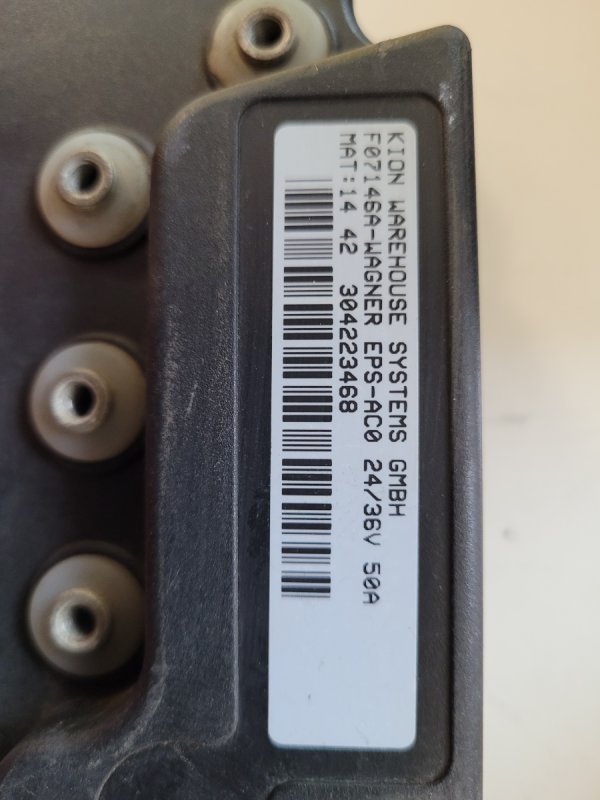 KION WAREHOUSE SYSTEMS GMBH
F07146A-WAGNER EPS-AC0 24/36V 50A
MAT:14 42 304223468